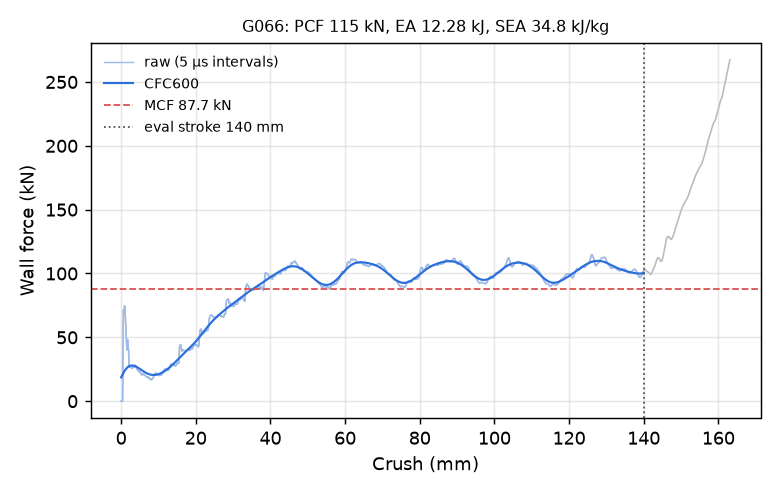 G066: PCF 115 kN, EA 12.28 kJ, SEA 34.8 kJ/kg
raw (5 µs intervals)
CFC600
MCF 87.7 kN
eval stroke 140 mm
Wall force (kN)
250
200
150
100
50
0
0 20 40 60 80 100 120 140 160
Crush (mm)